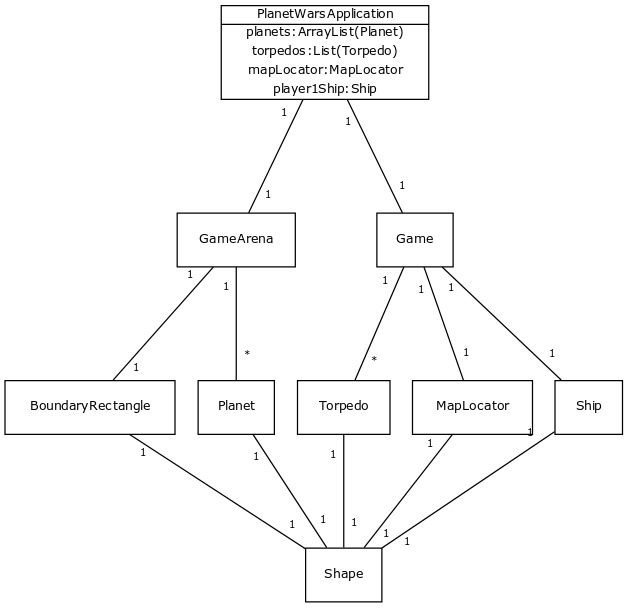 PlanetWarsApplication
planets:ArrayList(Planet)
torpedos:List(Torpedo)
mapLocator:MapLocator
player1Ship:Ship
1 1
1 1
GameArena Game
1 1 1 1 1
1 * * 1 1
BoundaryRectangle Planet Torpedo MapLocator Ship
1 1 1 1 1
1 1 1 1 1
Shape